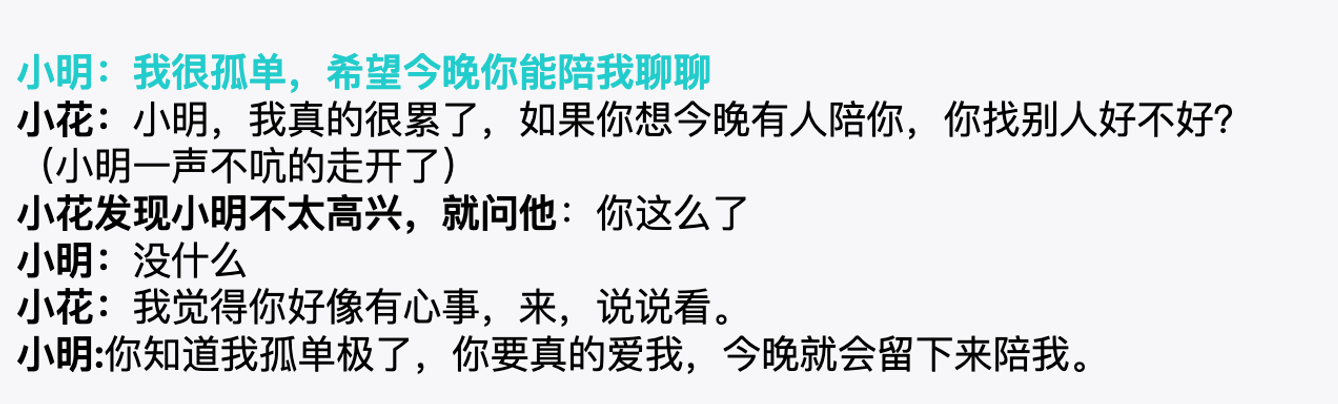 小明：我很孤单，希望今晚你能陪我聊聊
小花：小明，我真的很累了，如果你想今晚有人陪你，你找别人好不好？
（小明一声不吭的走开了）
小花发现小明不太高兴，就问他：你这么了
小明：没什么
小花：我觉得你好像有心事，来，说说看。
小明:你知道我孤单极了，你要真的爱我，今晚就会留下来陪我。